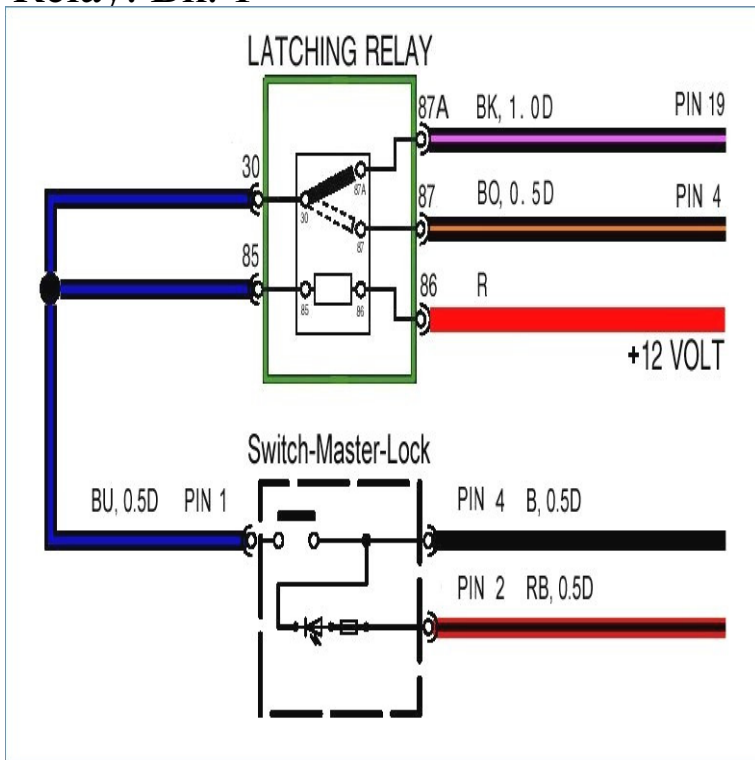 LATCHING RELAY
87A BK, 1. 0D PIN 19
30
87A
30
87 BO, 0. 5D PIN 4
87
85
86 R
85 86
+12 VOLT
Switch-Master-Lock
BU, 0.5D PIN 1
PIN 4 B, 0.5D
PIN 2 RB, 0.5D